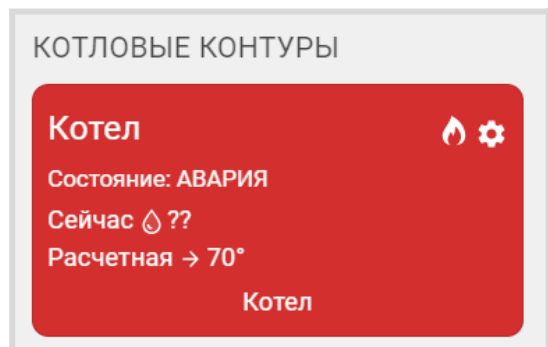 КОТЛОВЫЕ КОНТУРЫ
Котел
Состояние: АВАРИЯ
Сейчас ??
Расчетная → 70°
Котел